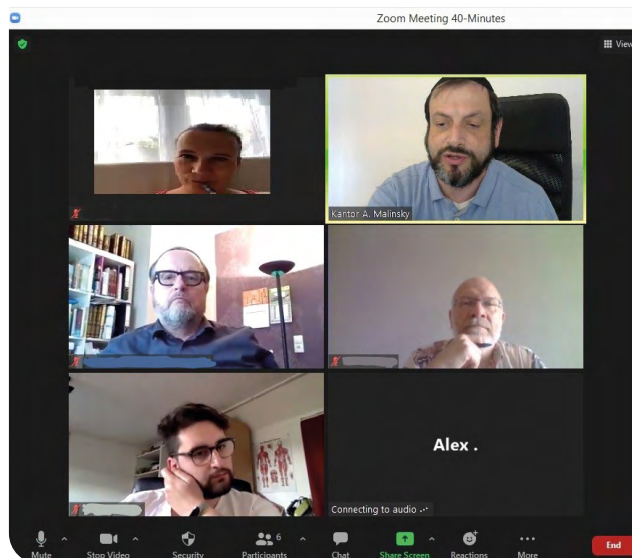 Zoom Meeting 40-Minutes
View
Kantor A. Malinsky
Alex .
Connecting to audio
6
Mute
Stop Video
Security
Participants
Chat
Share Screen
Reactions
More
End